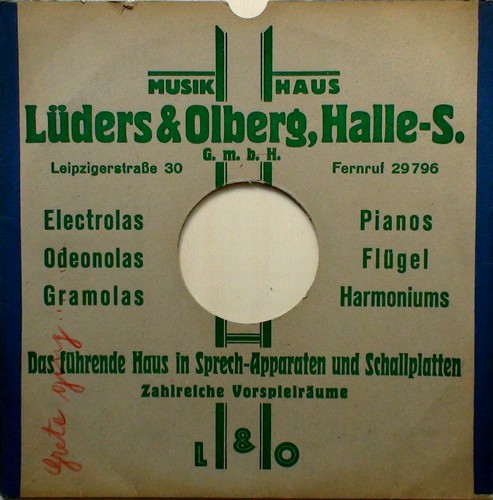 MUSIK HAUS
Lüders & Olberg, Halle-S.
G. m. b. H.
Leipzigerstraße 30 Fernruf 29796
Electrolas Pianos
Odeonolas Flügel
Gramolas Harmoniums
Das führende Haus in Sprech-Apparaten und Schallplatten
Zahlreiche Vorspielräume
L & O
Grete